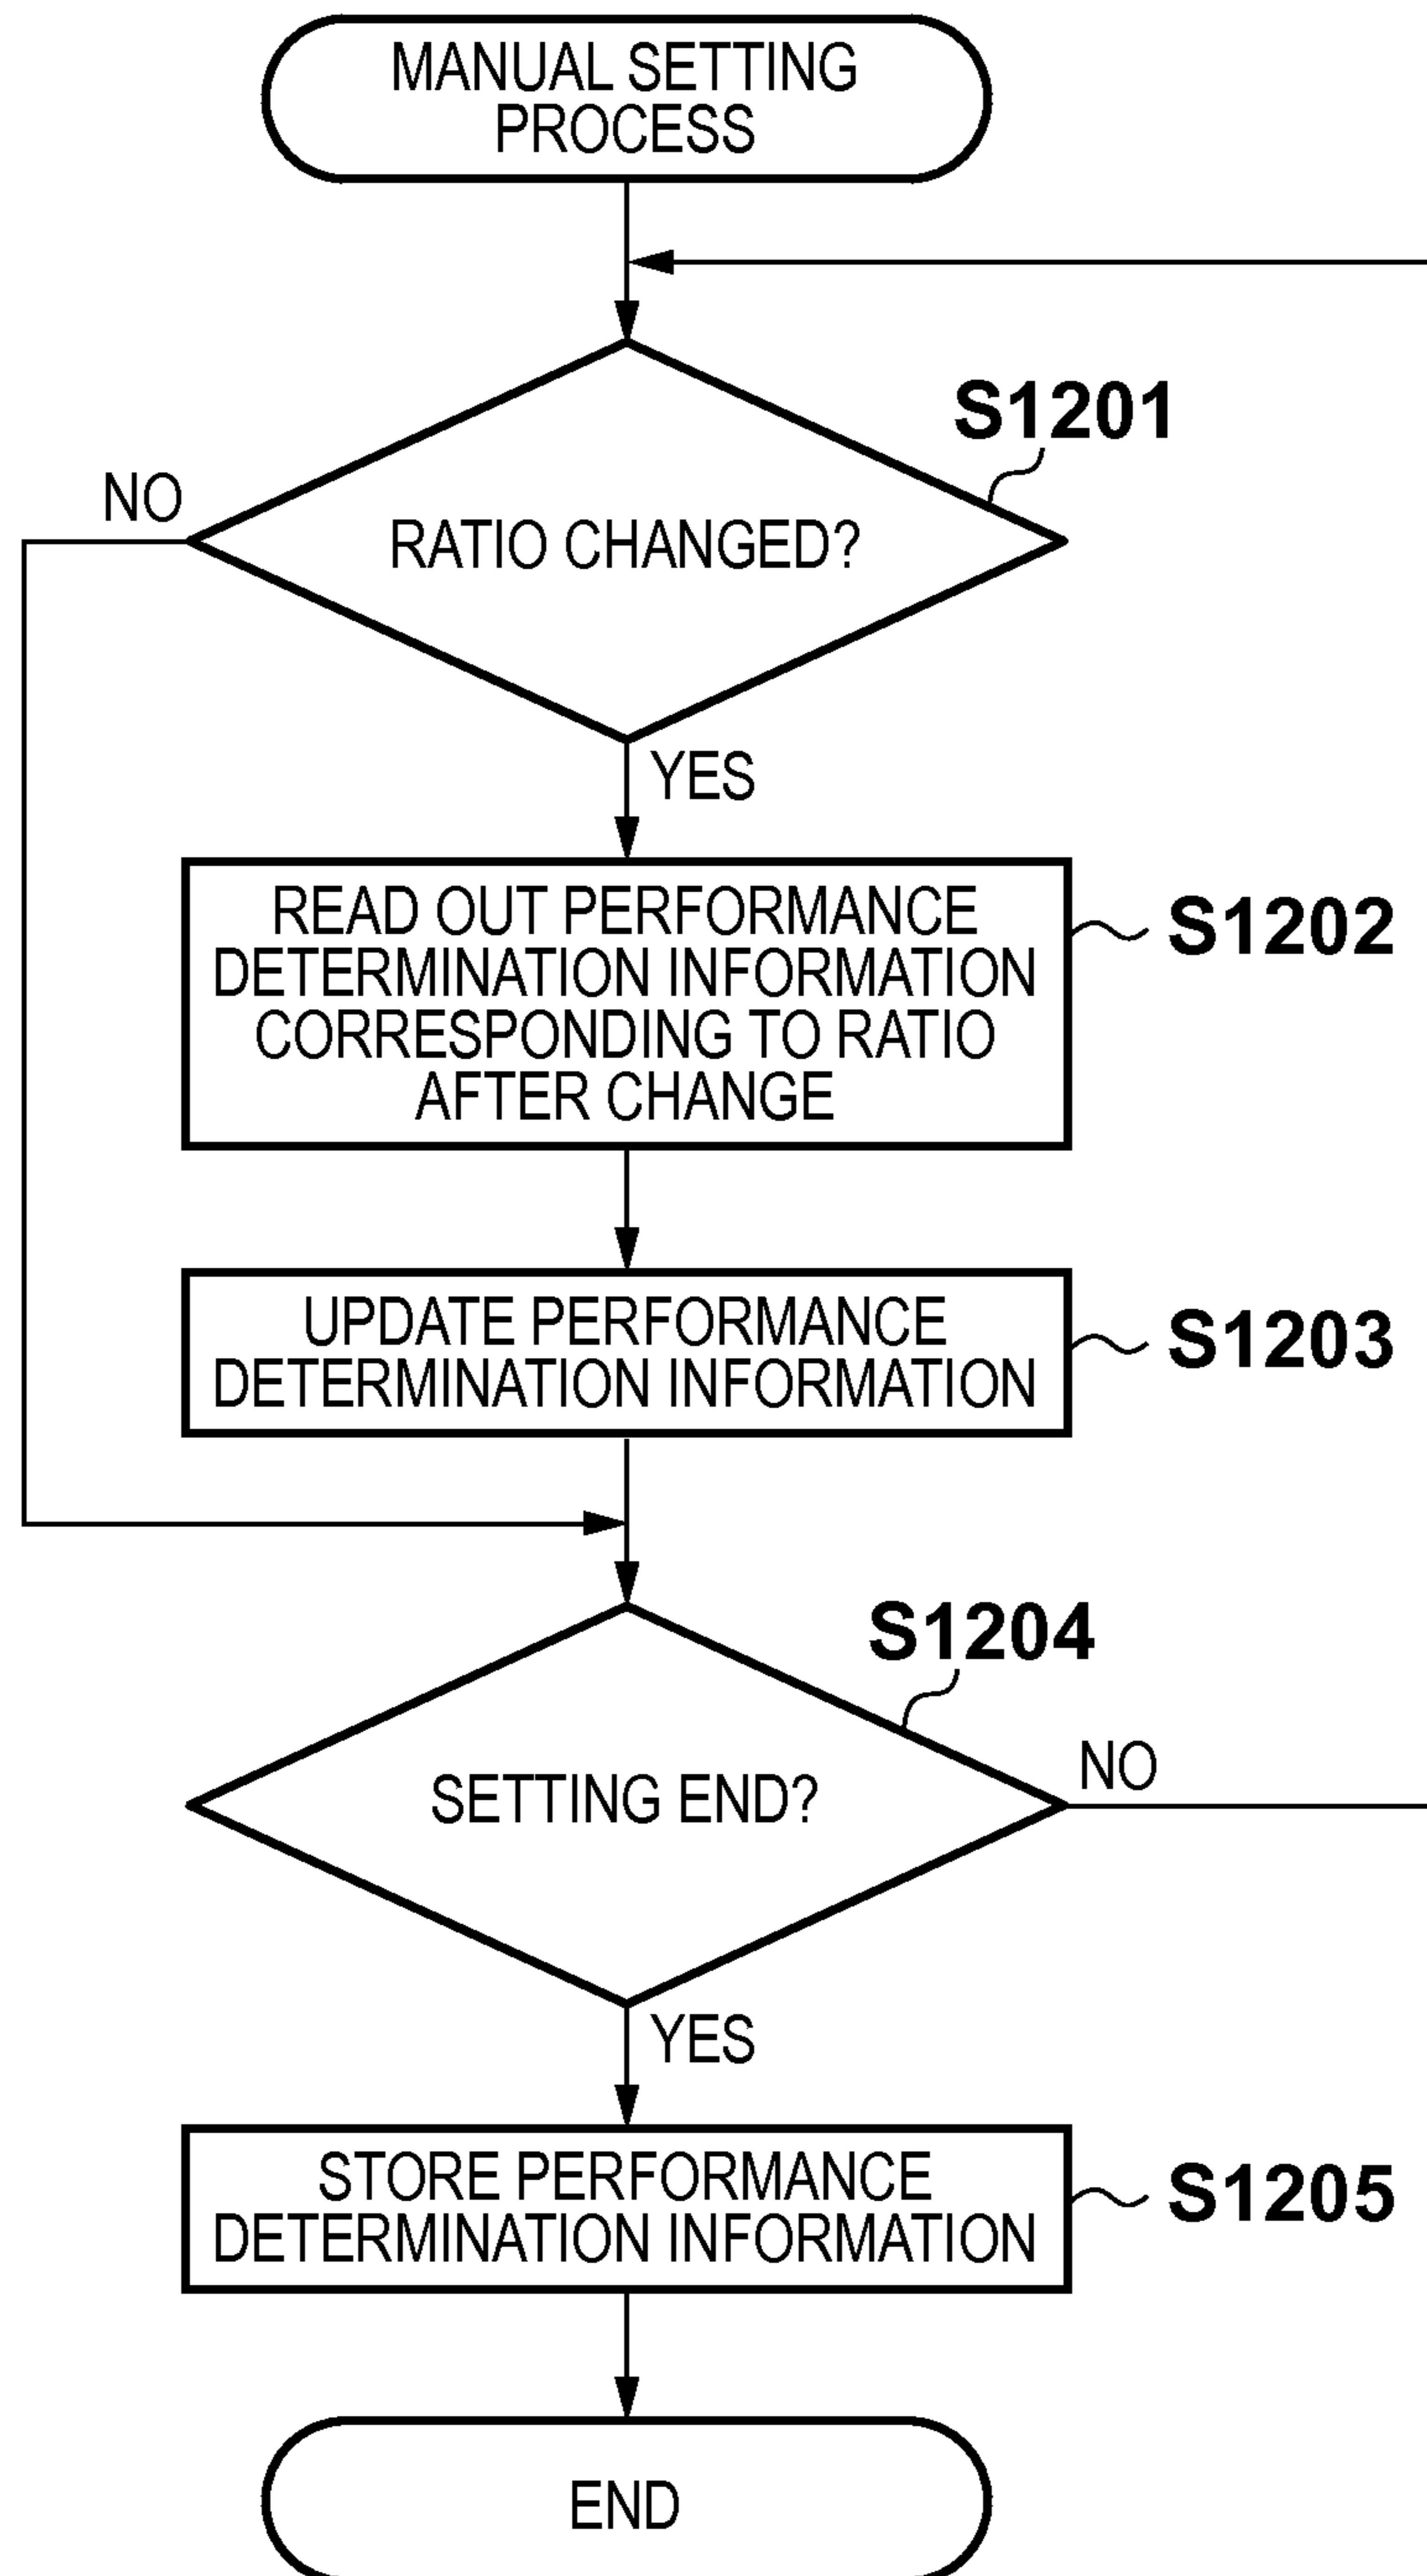 MANUAL SETTING
PROCESS
S1201
NO
RATIO CHANGED?
YES
READ OUT PERFORMANCE
DETERMINATION INFORMATION
CORRESPONDING TO RATIO
AFTER CHANGE
S1202
UPDATE PERFORMANCE
DETERMINATION INFORMATION
S1203
S1204
SETTING END?
NO
YES
STORE PERFORMANCE
DETERMINATION INFORMATION
S1205
END